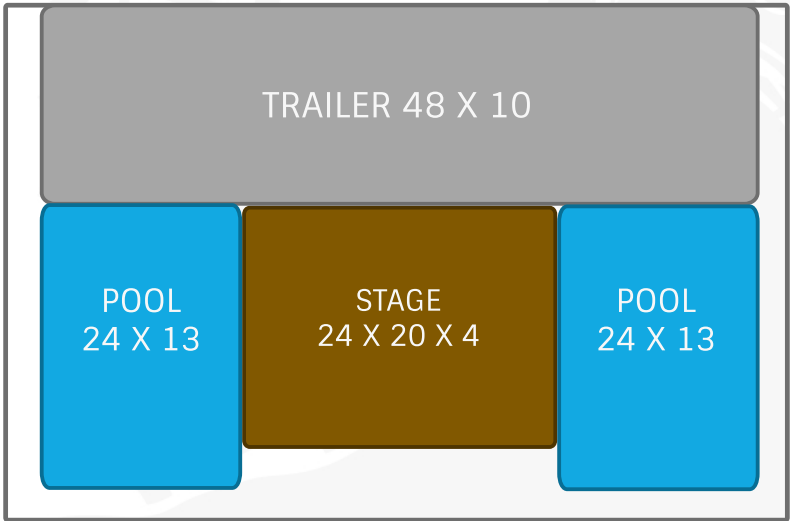 TRAILER 48 X 10
POOL
24 X 13
STAGE
24 X 20 X 4
POOL
24 X 13